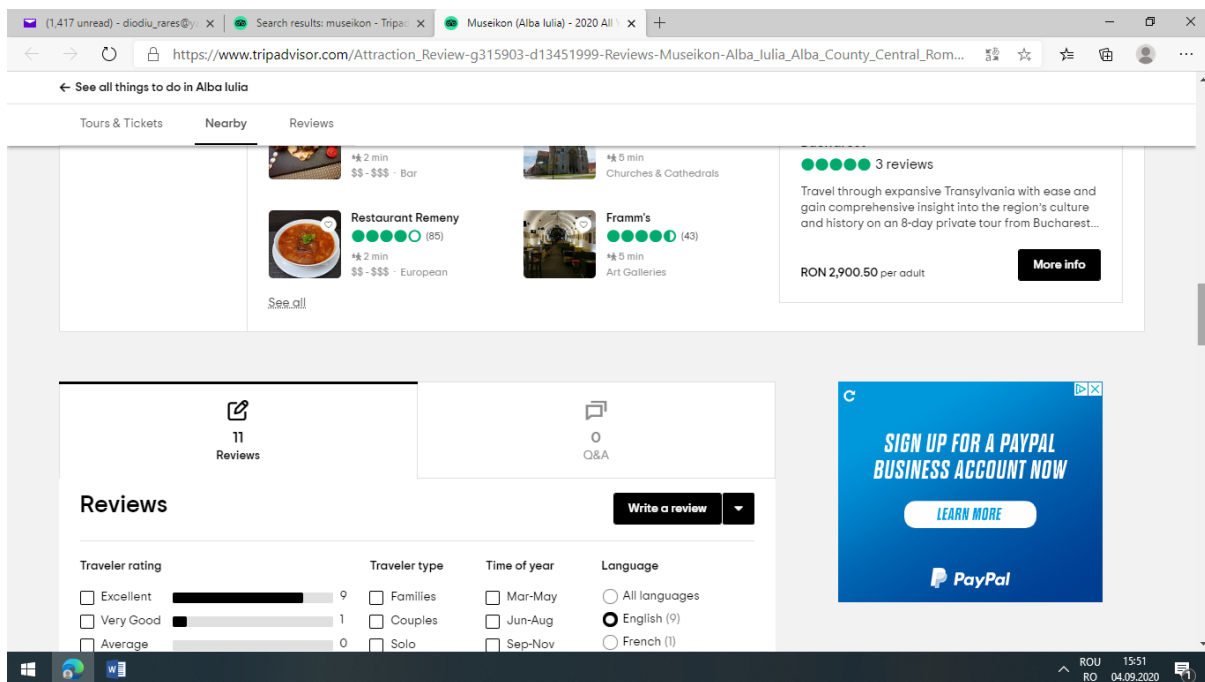 (1,417 unread) - diodiu_rares@y
Search results: museikon - Tripad
Museikon (Alba Iulia) - 2020 All
https://www.tripadvisor.com/Attraction_Review-g315903-d13451999-Reviews-Museikon-Alba_Iulia_Alba_County_Central_Rom...
← See all things to do in Alba Iulia
Tours & Tickets Nearby Reviews
2 min
$$ - $$$ · Bar
5 min
Churches & Cathedrals
Restaurant Remeny
(85)
2 min
$$ - $$$ · European
Framm's
(43)
5 min
Art Galleries
See all
3 reviews
Travel through expansive Transylvania with ease and
gain comprehensive insight into the region's culture
and history on an 8-day private tour from Bucharest...
RON 2,900.50 per adult
More info
11
Reviews
0
Q&A
Reviews
Write a review
Traveler rating
Excellent 9
Very Good 1
Average 0
Traveler type
Families
Couples
Solo
Time of year
Mar-May
Jun-Aug
Sep-Nov
Language
All languages
English (9)
French (1)
SIGN UP FOR A PAYPAL
BUSINESS ACCOUNT NOW
LEARN MORE
PayPal
ROU
RO
15:51
04.09.2020
1